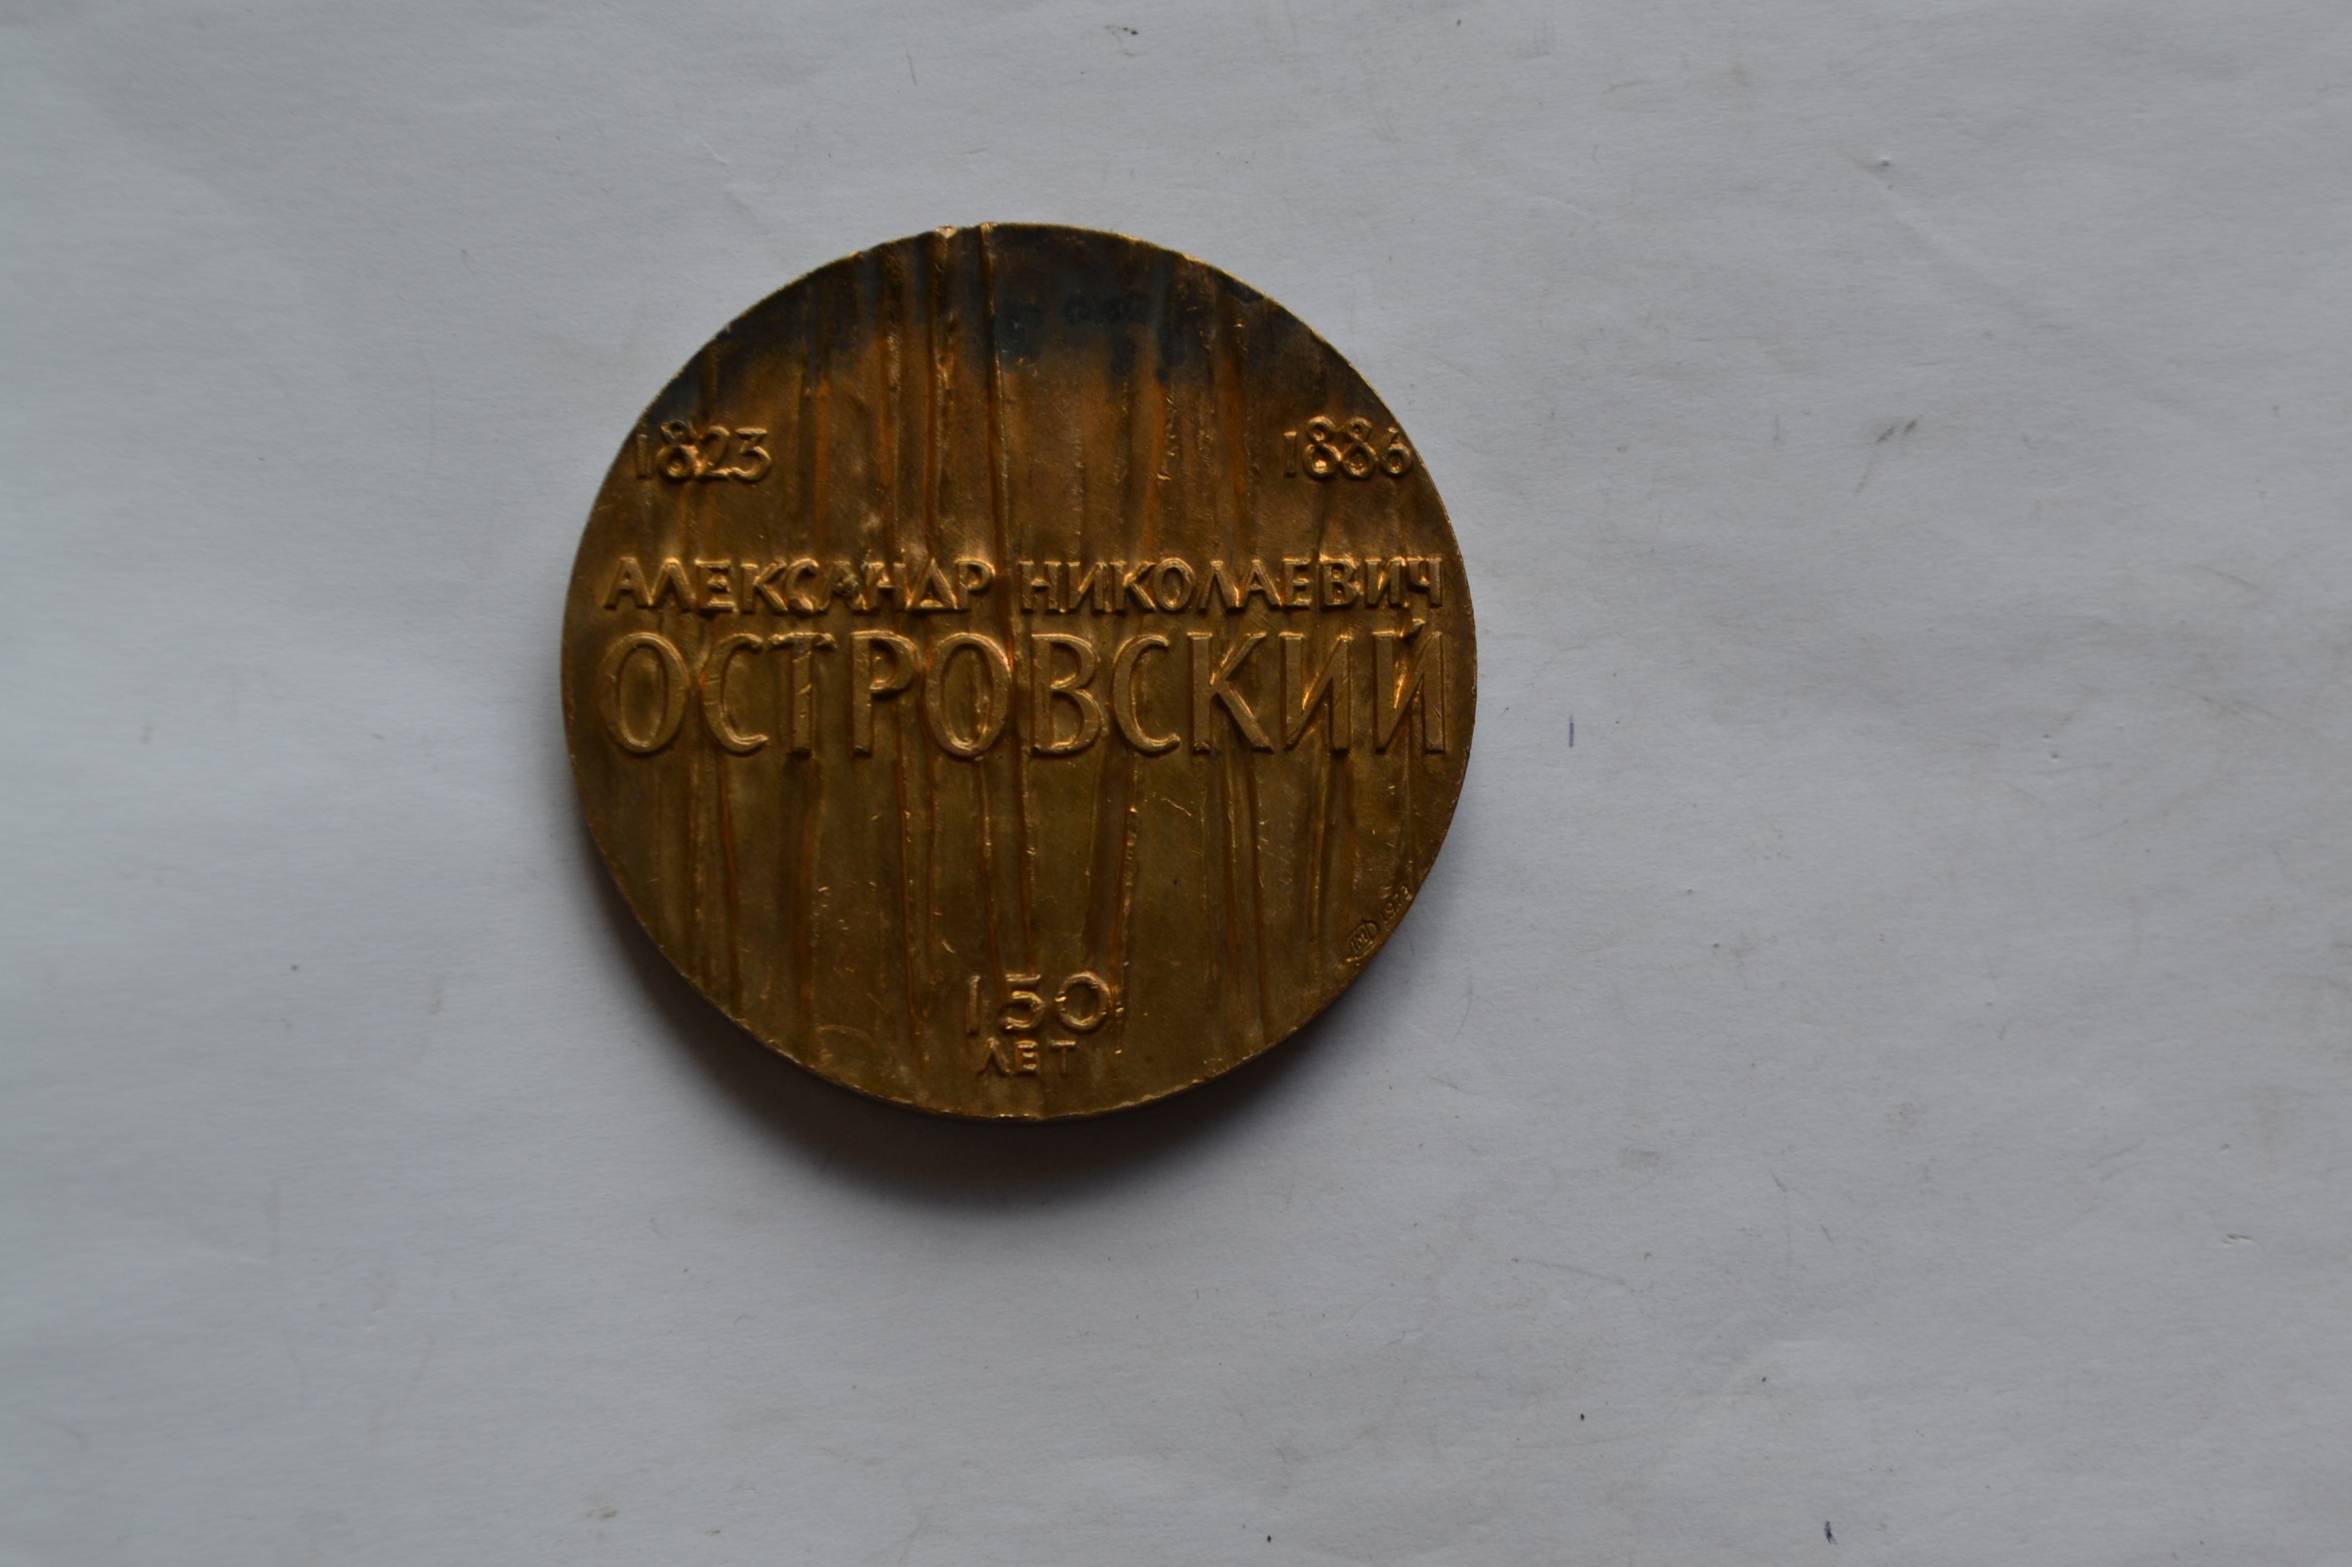 1823 1886
АЛЕКСАНДР НИКОЛАЕВИЧ
ОСТРОВСКИЙ
150
ЛЕТ